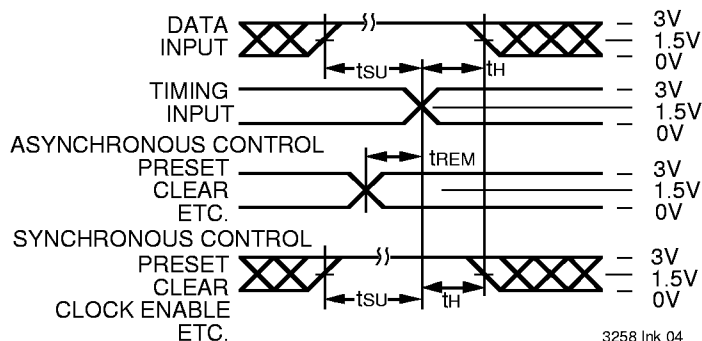 DATA INPUT
3V
1.5V
0V
tSU
tH
TIMING INPUT
3V
1.5V
0V
ASYNCHRONOUS CONTROL
PRESET
CLEAR
ETC.
tREM
3V
1.5V
0V
SYNCHRONOUS CONTROL
PRESET
CLEAR
CLOCK ENABLE
ETC.
tSU
tH
3V
1.5V
0V
3258 lnk 04